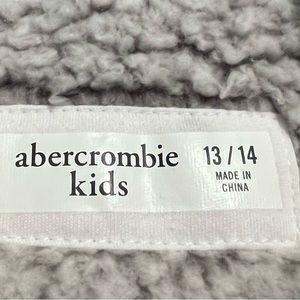 abercrombie
kids
13 / 14
MADE IN
CHINA